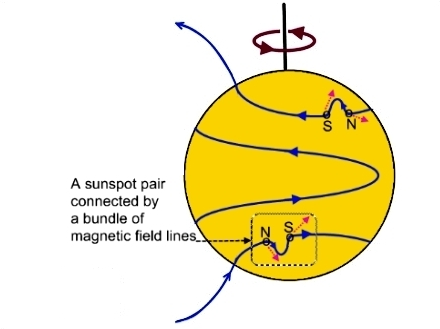 S N
A sunspot pair
connected by
a bundle of
magnetic field lines
N S